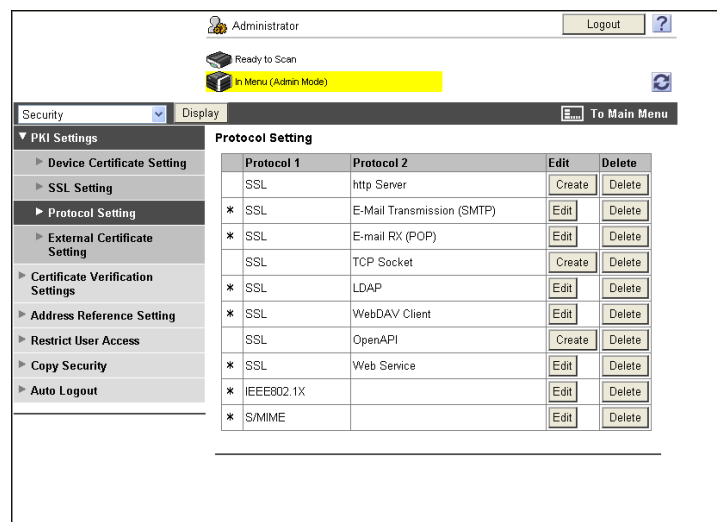 Administrator
Logout
?
Ready to Scan
In Menu (Admin Mode)
Security
Display
To Main Menu
PKI Settings
Device Certificate Setting
SSL Setting
Protocol Setting
External Certificate
Setting
Certificate Verification
Settings
Address Reference Setting
Restrict User Access
Copy Security
Auto Logout
Protocol Setting
Protocol 1 Protocol 2 Edit Delete
SSL http Server Create Delete
* SSL E-Mail Transmission (SMTP) Edit Delete
* SSL E-mail RX (POP) Edit Delete
SSL TCP Socket Create Delete
* SSL LDAP Edit Delete
* SSL WebDAV Client Edit Delete
SSL OpenAPI Create Delete
* SSL Web Service Edit Delete
* IEEE802.1X Edit Delete
* S/MIME Edit Delete